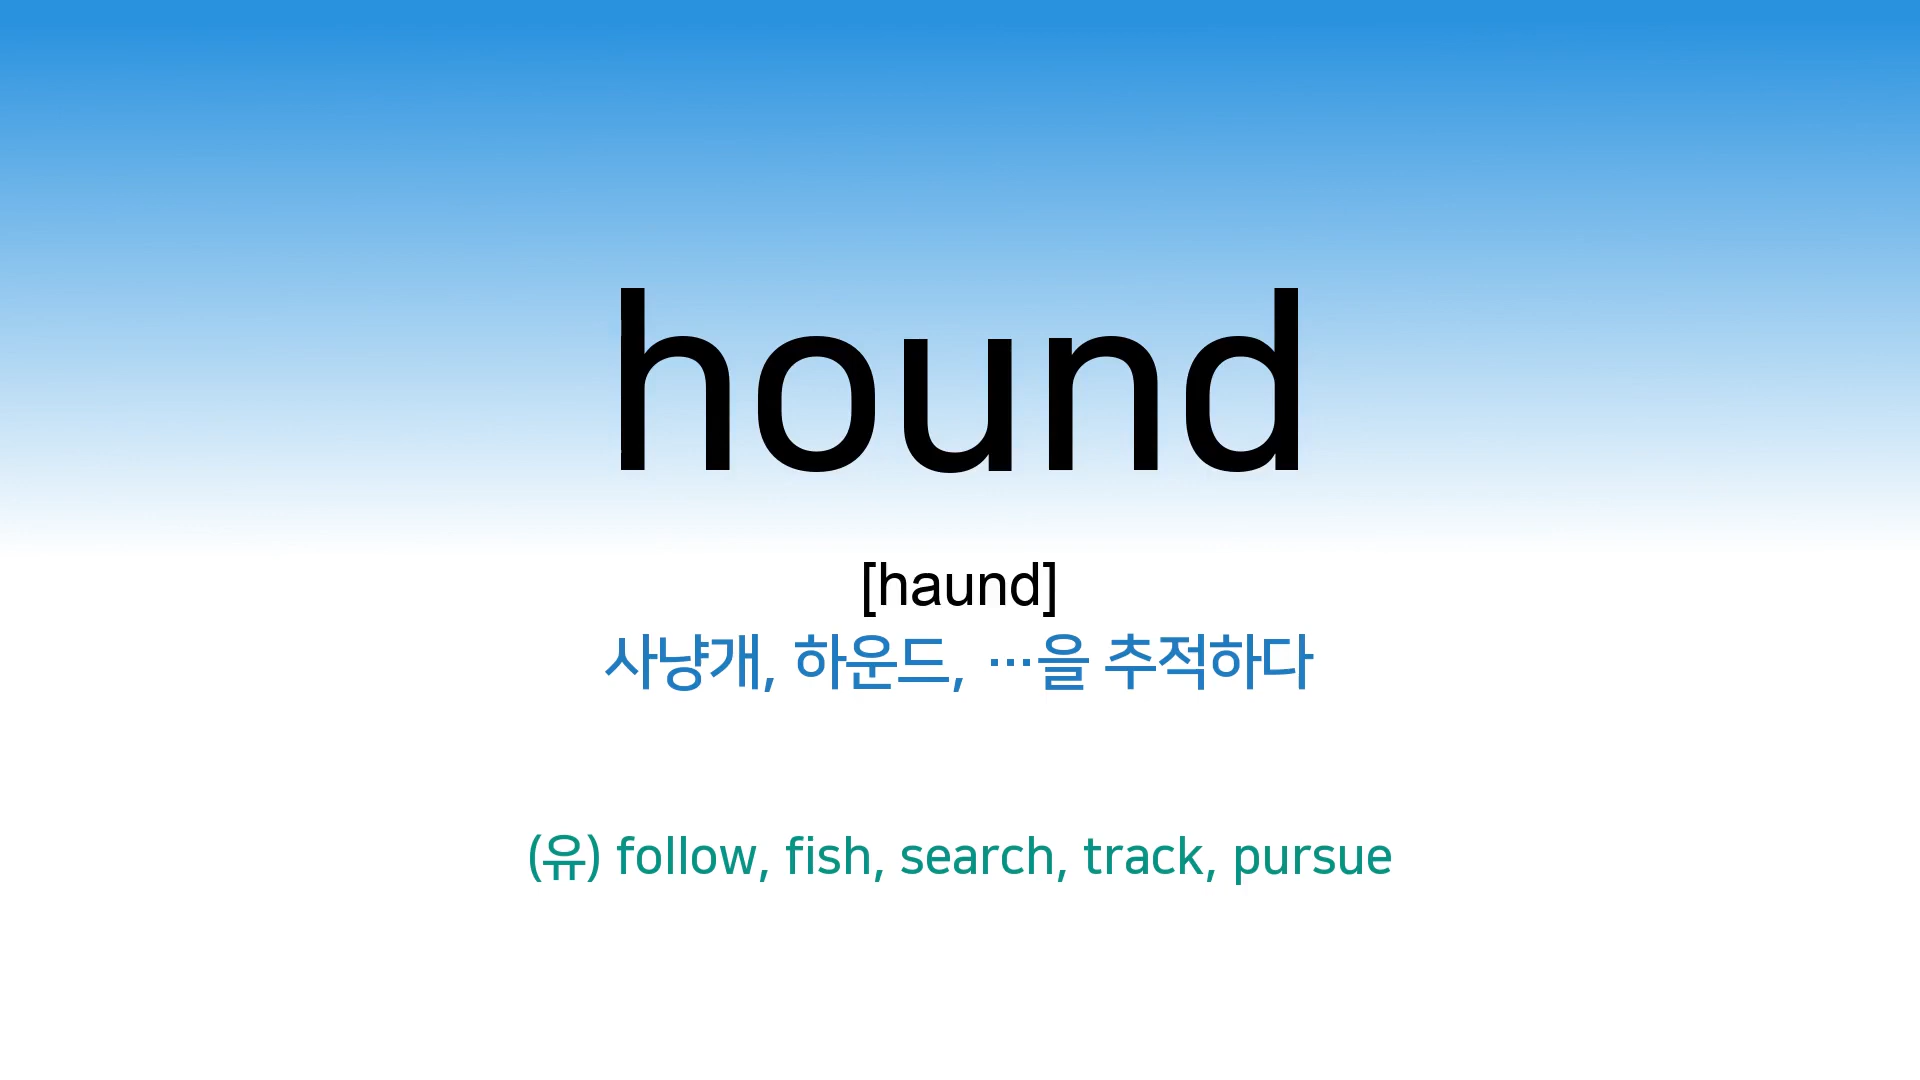 hound
[haund]
사냥개, 하운드, …을 추적하다
(유) follow, fish, search, track, pursue